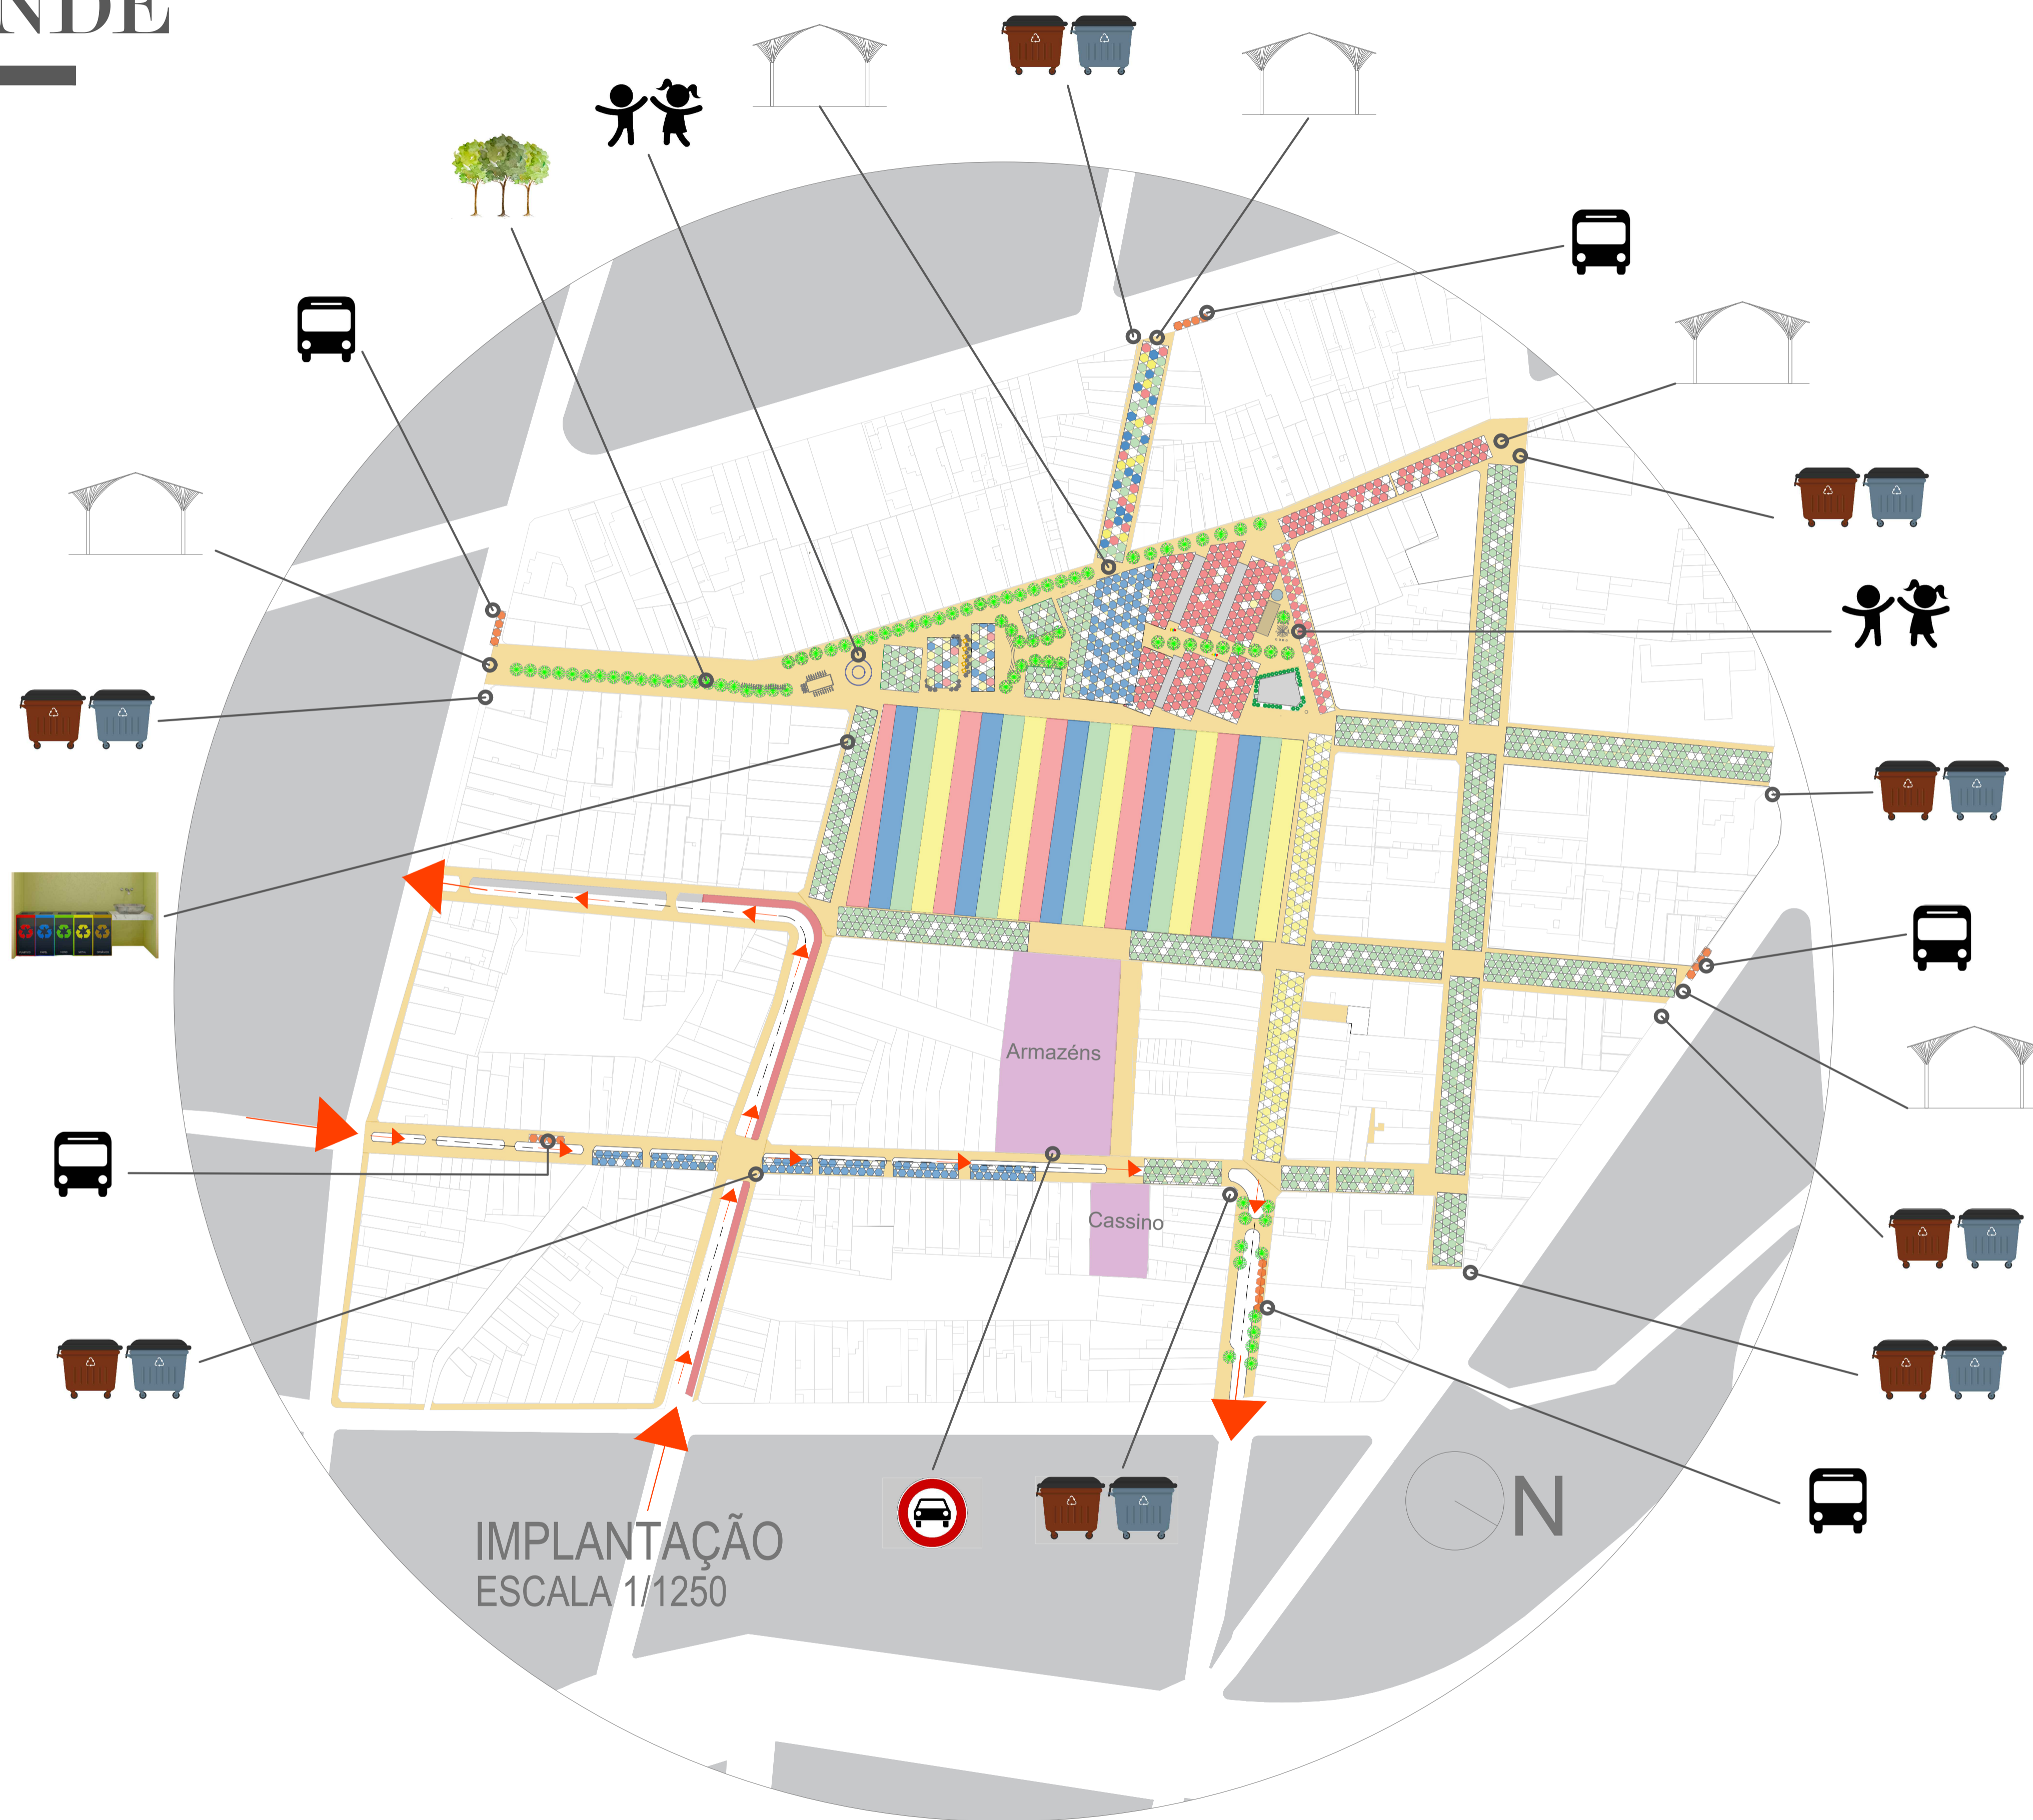 NDE
Armazéns
Cassino
IMPLANTAÇÃO
ESCALA 1/1250
N